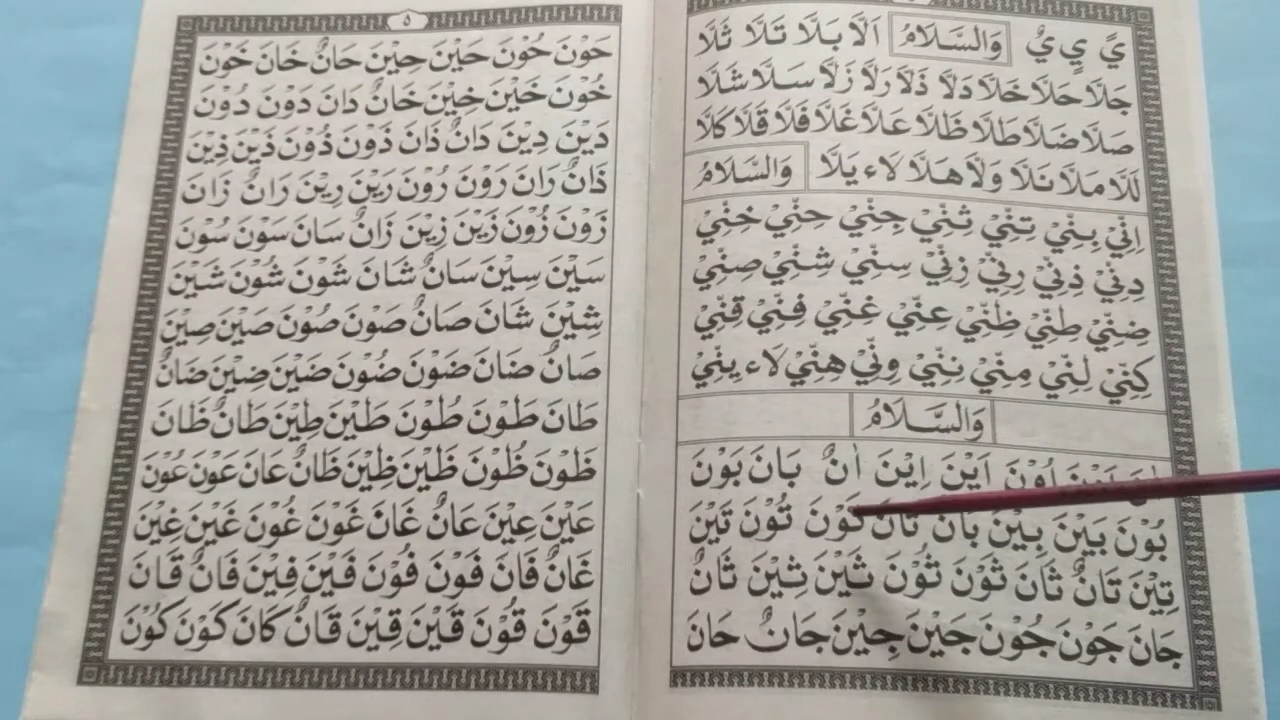 يً يٍ يٌ وَالسَّلَامُ اَلَّا بَلَّا تَلَّا ثَلَّا
جَلَّا حَلَّا خَلَّا دَلَّا ذَلَّا رَلَّا زَلَّا سَلَّا شَلَّا
صَلَّا ضَلَّا طَلَّا ظَلَّا عَلَّا غَلَّا فَلَّا قَلَّا كَلَّا
لَلَّا مَلَّا نَلَّا وَلَّا هَلَّا لَاء يَلَّا وَالسَّلَامُ
اِنِّيْ بِنِّيْ تِنِّيْ ثِنِّيْ جِنِّيْ حِنِّيْ خِنِّيْ
دِنِّيْ ذِنِّيْ رِنِّيْ زِنِّيْ سِنِّيْ شِنِّيْ صِنِّيْ
ضِنِّيْ طِنِّيْ ظِنِّيْ عِنِّيْ غِنِّيْ فِنِّيْ قِنِّيْ
كِنِّيْ لِنِّيْ مِنِّيْ نِنِّيْ وِنِّيْ هِنِّيْ لَاء يِنِّيْ
وَالسَّلَامُ
اُوْنَ اَيْنَ اِيْنَ اٰنٌ بَانَ بَوْنَ
بُوْنَ بَيْنَ بِيْنَ بَانٌ تَانَ تَوْنَ تُوْنَ تَيْنَ
تِيْنَ تَانٌ ثَانَ ثَوْنَ ثُوْنَ ثَيْنَ ثِيْنَ ثَانٌ
جَانَ جَوْنَ جُوْنَ جَيْنَ جِيْنَ جَانٌ حَانَ
٥
حَوْنَ حُوْنَ حَيْنَ حِيْنَ حَانٌ خَانَ خَوْنَ
خُوْنَ خَيْنَ خِيْنَ خَانٌ دَانَ دَوْنَ دُوْنَ
دَيْنَ دِيْنَ دَانٌ ذَانَ ذَوْنَ ذُوْنَ ذَيْنَ ذِيْنَ
ذَانٌ رَانَ رَوْنَ رُوْنَ رَيْنَ رِيْنَ رَانٌ زَانَ
زَوْنَ زُوْنَ زَيْنَ زِيْنَ زَانٌ سَانَ سَوْنَ سُوْنَ
سَيْنَ سِيْنَ سَانٌ شَانَ شَوْنَ شُوْنَ شَيْنَ
شِيْنَ شَانَ صَانٌ صَوْنَ صُوْنَ صَيْنَ صِيْنَ
صَانٌ ضَانَ ضَوْنَ ضُوْنَ ضَيْنَ ضِيْنَ ضَانٌ
طَانَ طَوْنَ طُوْنَ طَيْنَ طِيْنَ طَانٌ ظَانَ
ظَوْنَ ظُوْنَ ظَيْنَ ظِيْنَ ظَانٌ عَانَ عَوْنَ عُوْنَ
عَيْنَ عِيْنَ عَانٌ غَانَ غَوْنَ غُوْنَ غَيْنَ غِيْنَ
غَانٌ فَانَ فَوْنَ فُوْنَ فَيْنَ فِيْنَ فَانٌ قَانَ
قَوْنَ قُوْنَ قَيْنَ قِيْنَ قَانٌ كَانَ كَوْنَ كُوْنَ